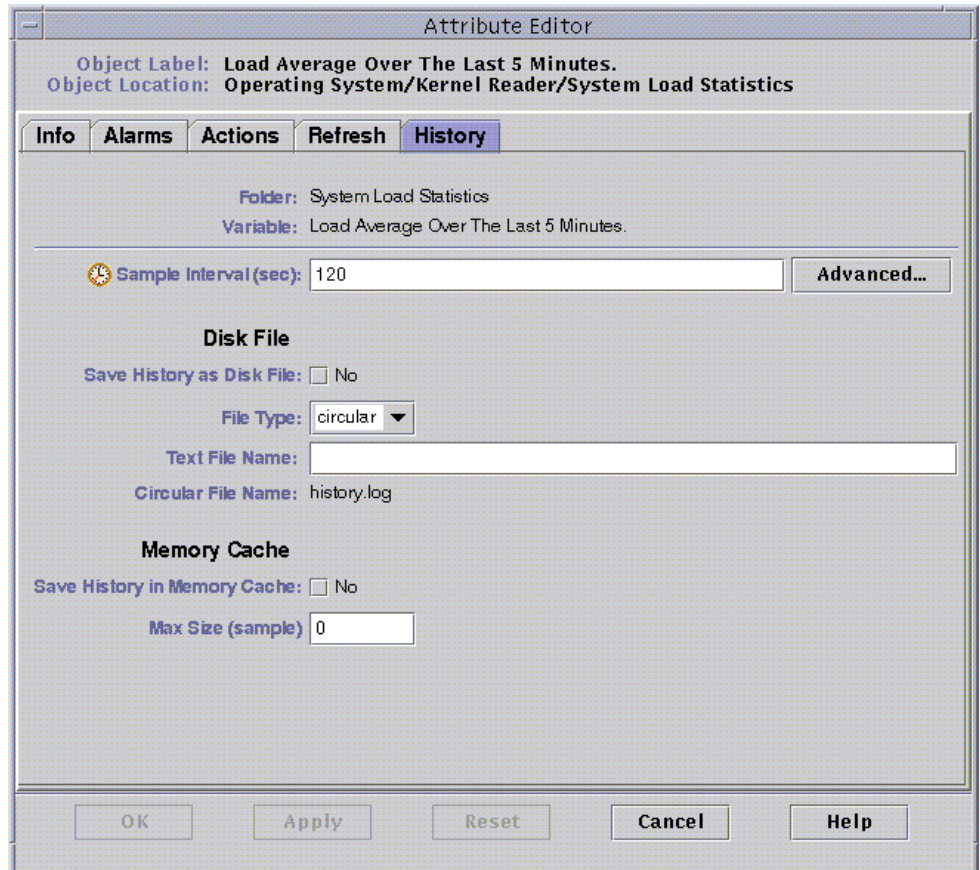 Attribute Editor
Object Label: Load Average Over The Last 5 Minutes.
Object Location: Operating System/Kernel Reader/System Load Statistics
Info Alarms Actions Refresh History
Folder: System Load Statistics
Variable: Load Average Over The Last 5 Minutes.
Sample Interval (sec): 120 Advanced...
Disk File
Save History as Disk File: No
File Type: circular
Text File Name:
Circular File Name: history.log
Memory Cache
Save History in Memory Cache: No
Max Size (sample) 0
OK Apply Reset Cancel Help